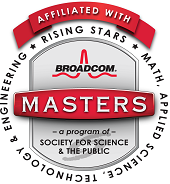 AFFILIATED WITH
RISING STARS
MATH, APPLIED SCIENCE, TECHNOLOGY & ENGINEERING
BROADCOM.
MASTERS
– a program of –
SOCIETY FOR SCIENCE
& THE PUBLIC